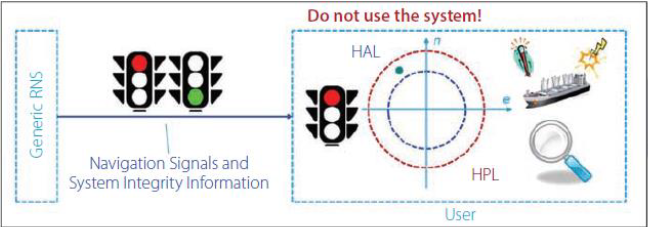 Do not use the system!
Generic RNS
HAL
n
e
HPL
Navigation Signals and
System Integrity Information
User